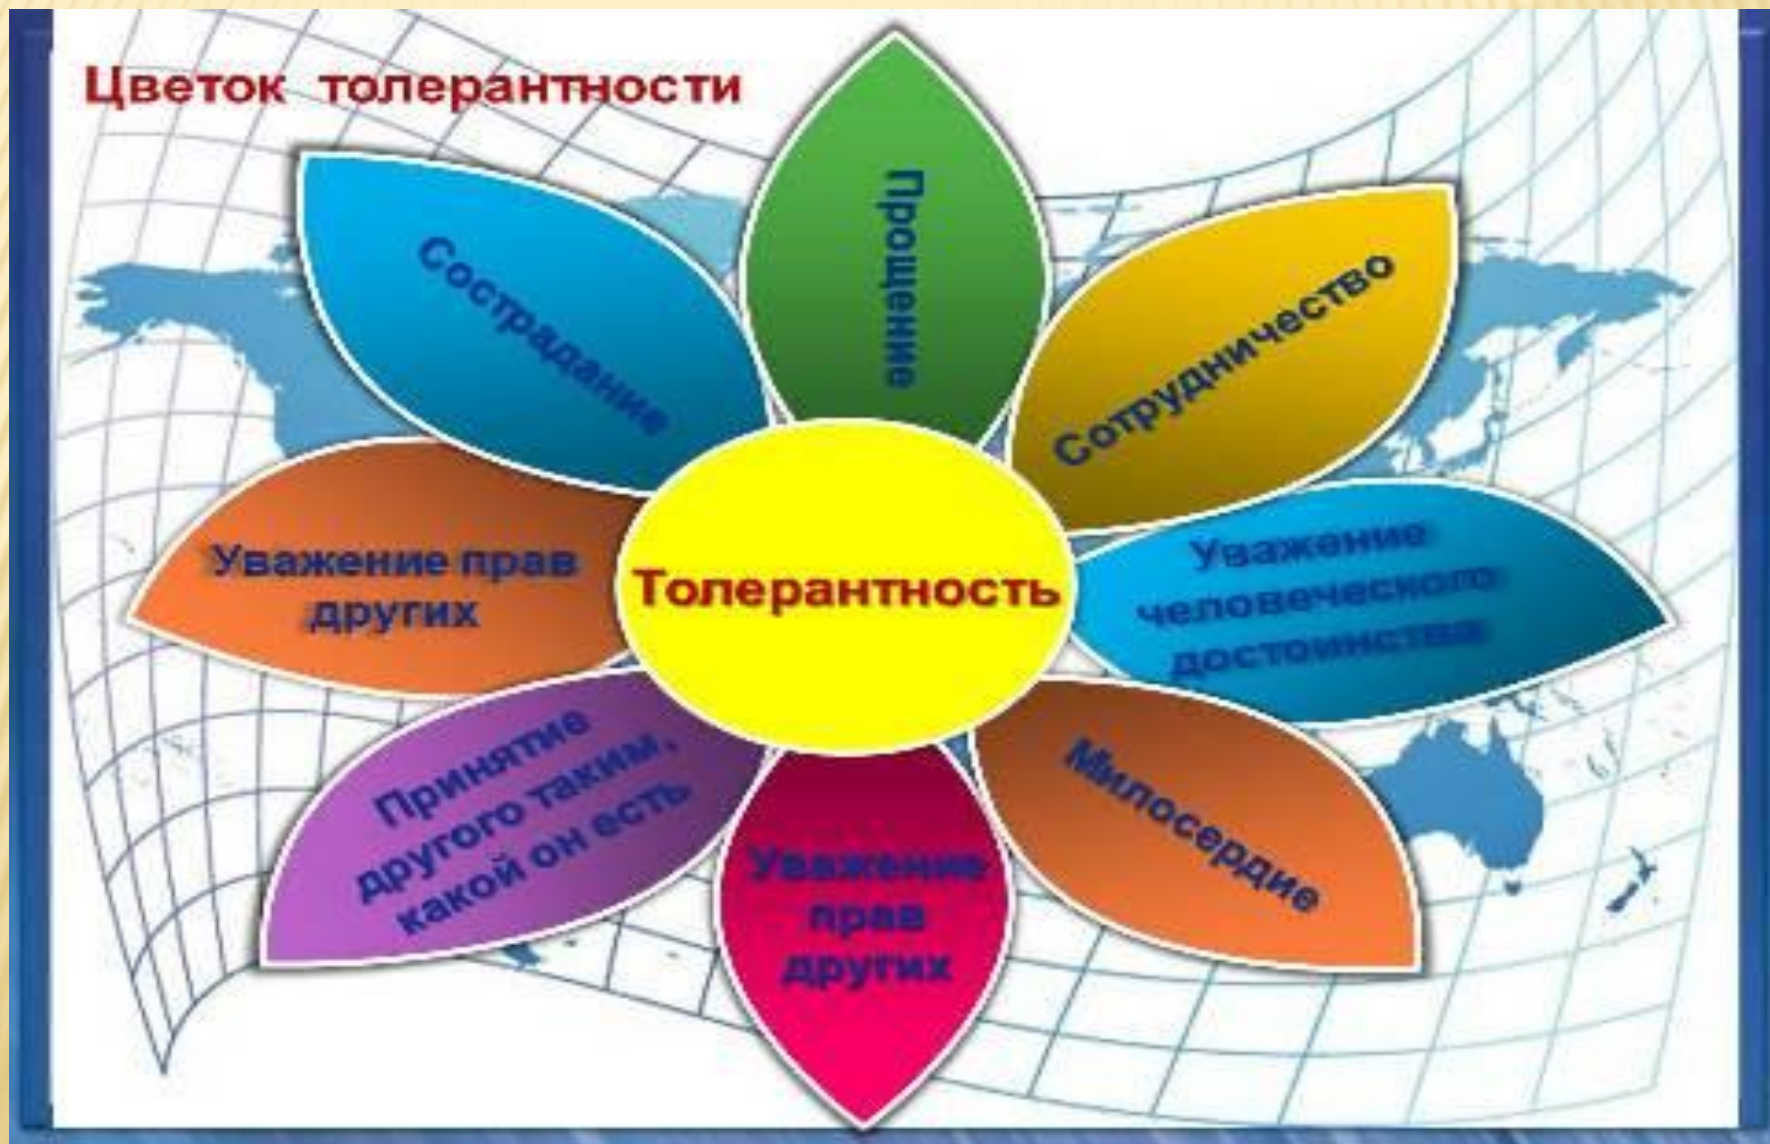 Цветок толерантности
Прощение
Сострадание
Сотрудничество
Уважение прав
других
Толерантность
Уважение
человеческого
достоинства
Принятие
другого таким,
какой он есть
Уважение
прав
других
Милосердие